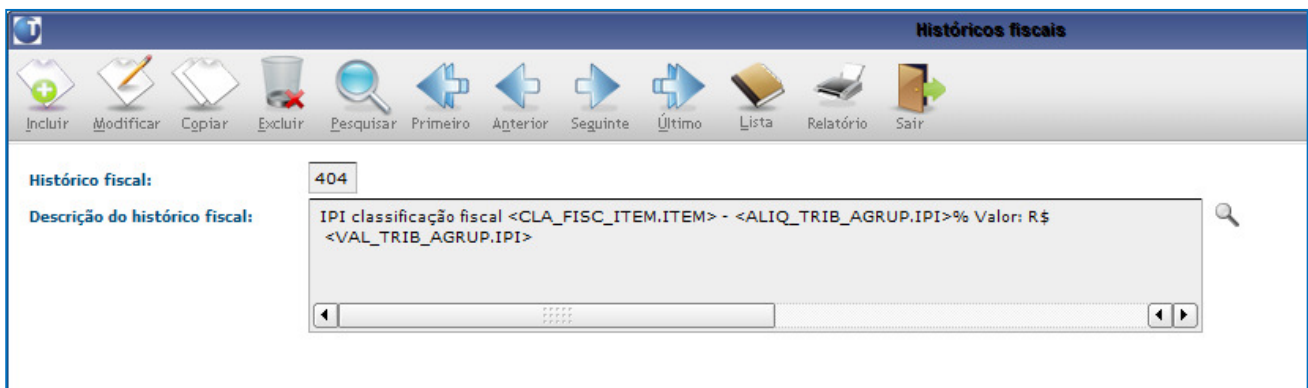 Históricos fiscais
Incluir Modificar Copiar Excluir Pesquisar Primeiro Anterior Seguinte Último Lista Relatório Sair
Histórico fiscal: 404
Descrição do histórico fiscal: IPI classificação fiscal <CLA_FISC_ITEM.ITEM> - <ALIQ_TRIB_AGRUP.IPI>% Valor: R$
<VAL_TRIB_AGRUP.IPI>